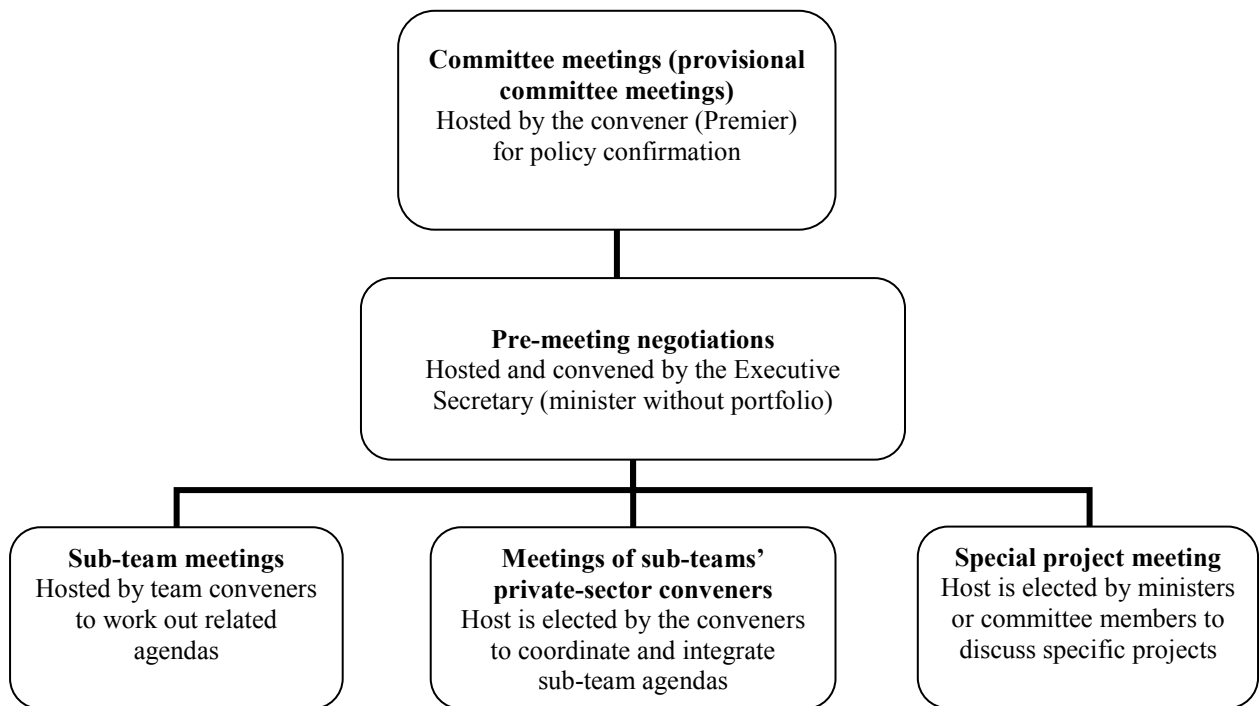 Committee meetings (provisional
committee meetings)
Hosted by the convener (Premier)
for policy confirmation
Pre-meeting negotiations
Hosted and convened by the Executive
Secretary (minister without portfolio)
Sub-team meetings
Hosted by team conveners
to work out related
agendas
Meetings of sub-teams’
private-sector conveners
Host is elected by the conveners
to coordinate and integrate
sub-team agendas
Special project meeting
Host is elected by ministers
or committee members to
discuss specific projects